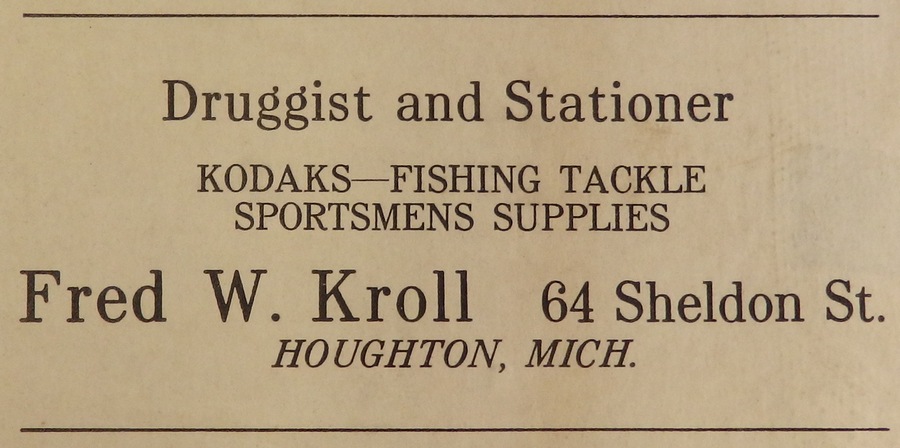 Druggist and Stationer
KODAKS—FISHING TACKLE
SPORTSMENS SUPPLIES
Fred W. Kroll 64 Sheldon St.
HOUGHTON, MICH.